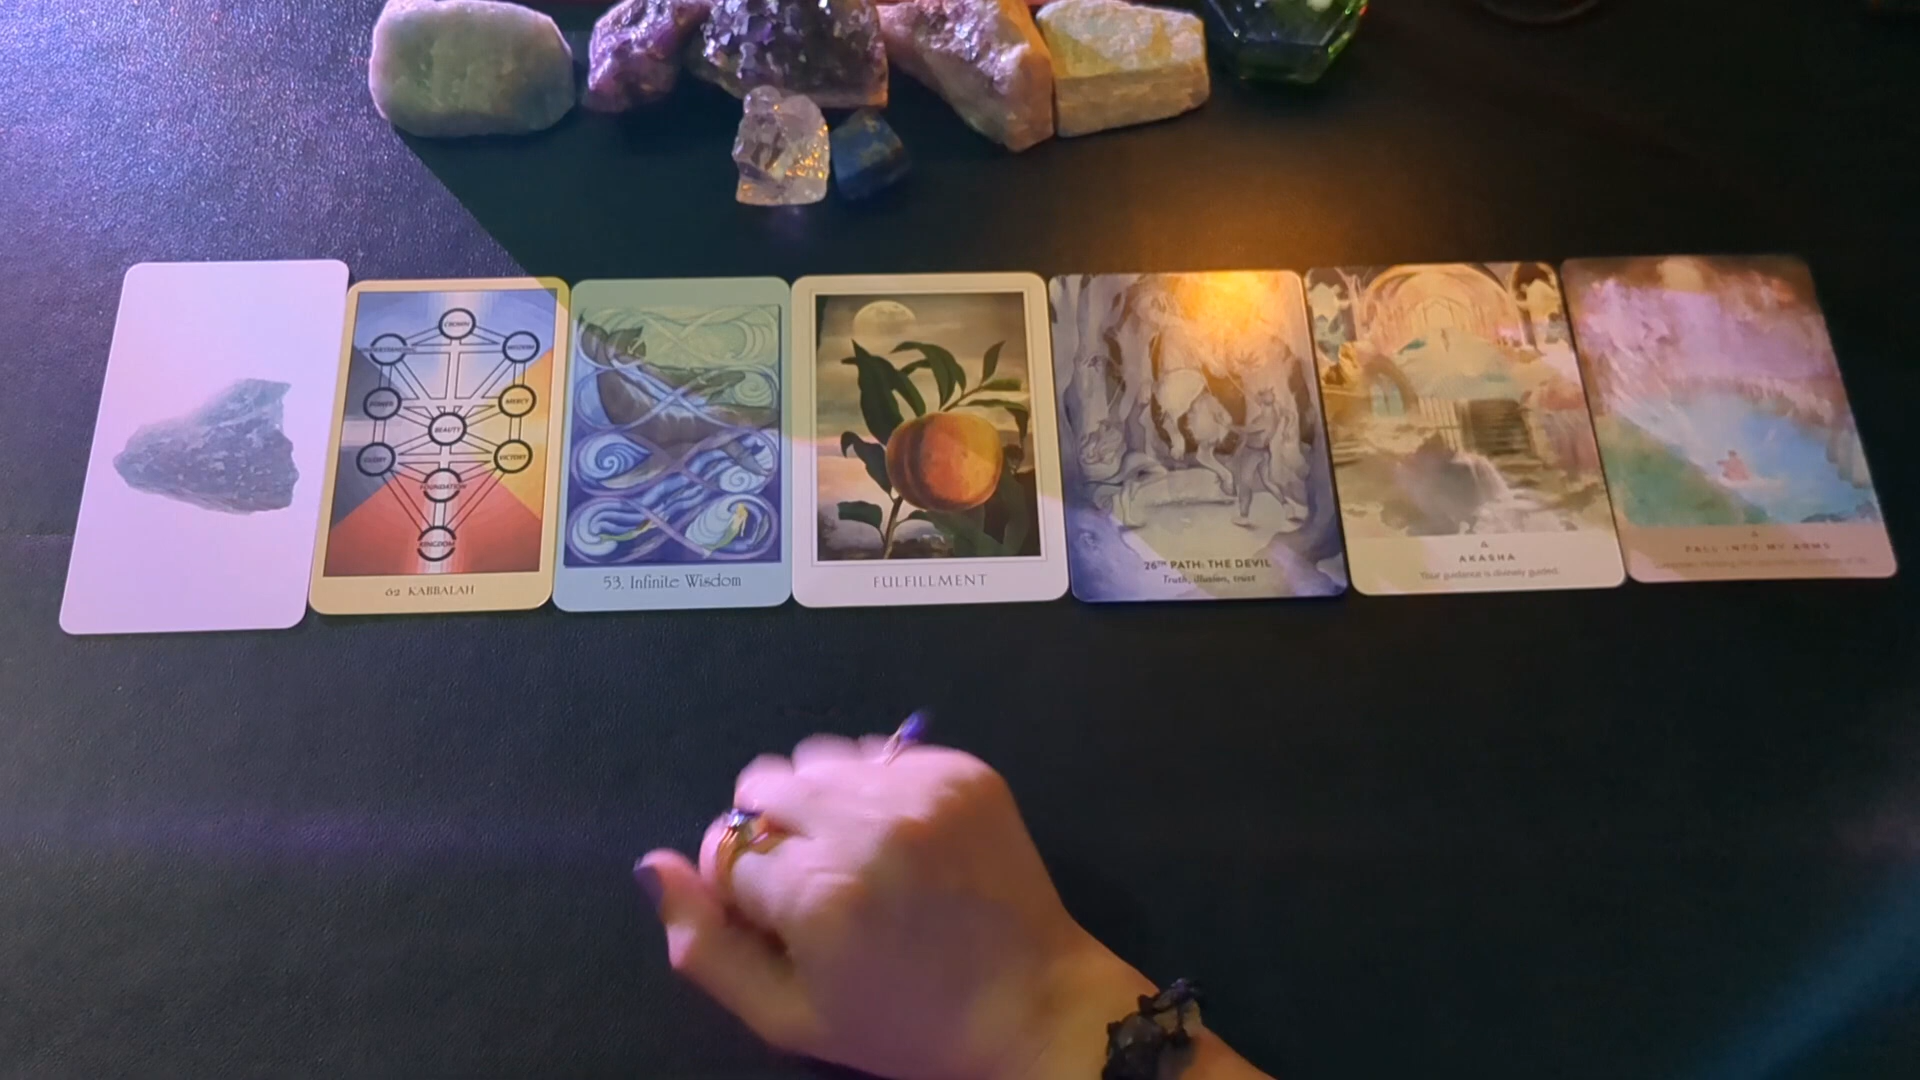 CROWN
UNDERSTANDING
WISDOM
POWER
MERCY
BEAUTY
GLORY
VICTORY
FOUNDATION
KINGDOM
62 KABBALAH
53. Infinite Wisdom
FULFILLMENT
26TH PATH: THE DEVIL
Truth, illusion, trust
AKASHA
Your guidance is divinely guided.
FALL INTO MY ARMS